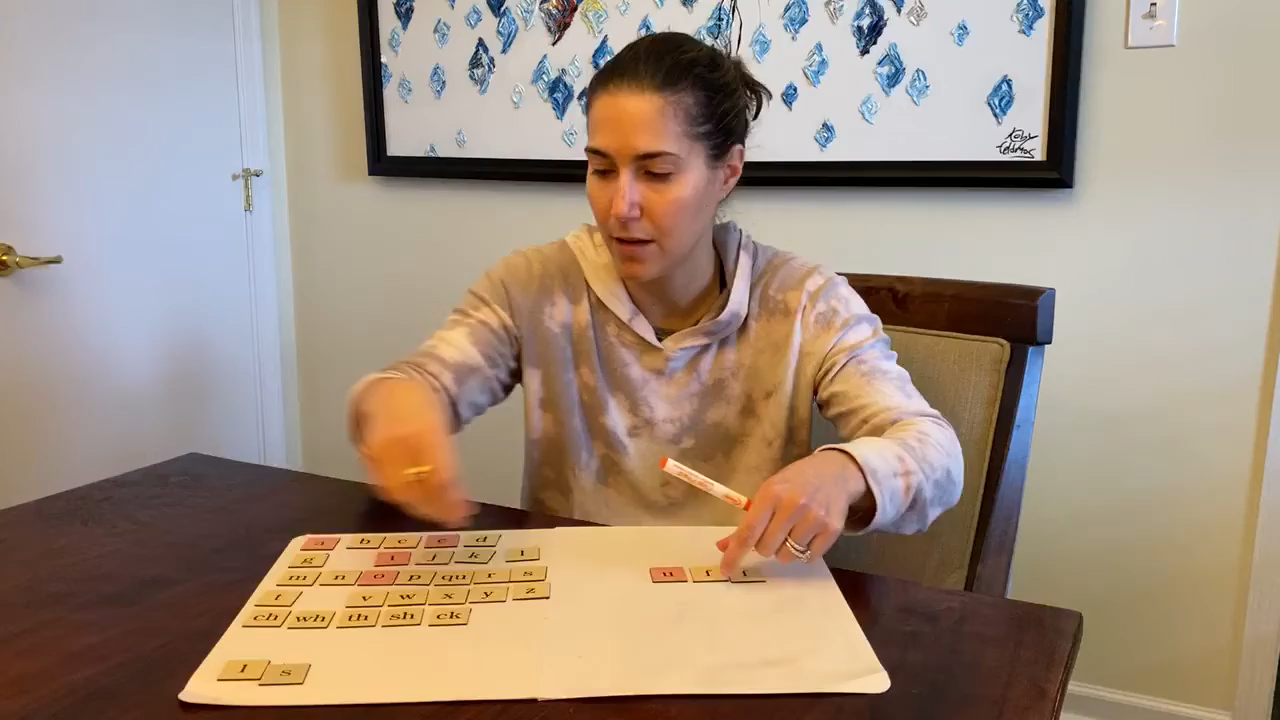 a b c e d
g i j k l
m n o p qu r s
t v w x y z
ch wh th sh ck
l s
u f f